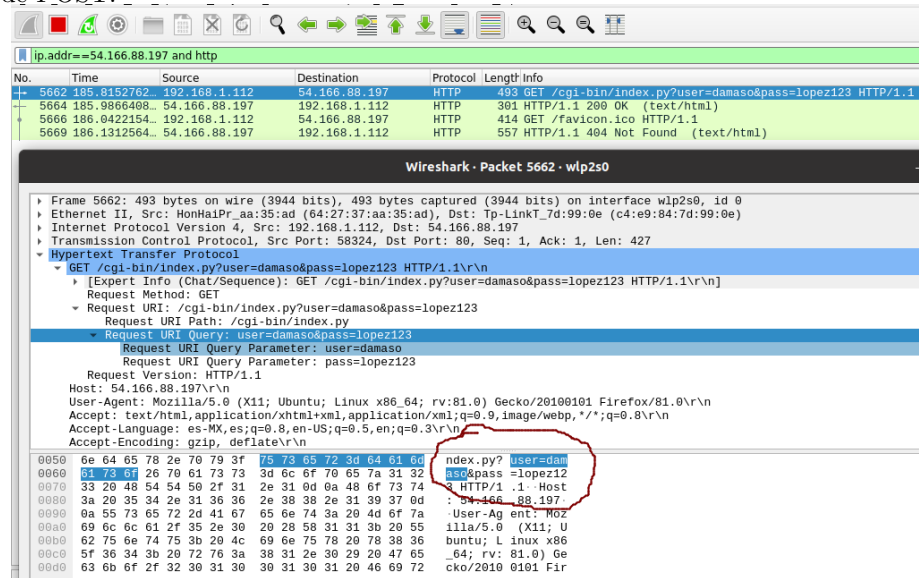 ip.addr==54.166.88.197 and http
No. Time Source Destination Protocol Length Info
5662 185.8152762… 192.168.1.112 54.166.88.197 HTTP 493 GET /cgi-bin/index.py?user=damaso&pass=lopez123 HTTP/1.1
5664 185.9866408… 54.166.88.197 192.168.1.112 HTTP 301 HTTP/1.1 200 OK (text/html)
5666 186.0422154… 192.168.1.112 54.166.88.197 HTTP 414 GET /favicon.ico HTTP/1.1
5669 186.1312564… 54.166.88.197 192.168.1.112 HTTP 557 HTTP/1.1 404 Not Found (text/html)
Wireshark · Packet 5662 · wlp2s0
Frame 5662: 493 bytes on wire (3944 bits), 493 bytes captured (3944 bits) on interface wlp2s0, id 0
Ethernet II, Src: HonHaiPr_aa:35:ad (64:27:37:aa:35:ad), Dst: Tp-LinkT_7d:99:0e (c4:e9:84:7d:99:0e)
Internet Protocol Version 4, Src: 192.168.1.112, Dst: 54.166.88.197
Transmission Control Protocol, Src Port: 58324, Dst Port: 80, Seq: 1, Ack: 1, Len: 427
Hypertext Transfer Protocol
GET /cgi-bin/index.py?user=damaso&pass=lopez123 HTTP/1.1\r\n
[Expert Info (Chat/Sequence): GET /cgi-bin/index.py?user=damaso&pass=lopez123 HTTP/1.1\r\n]
Request Method: GET
Request URI: /cgi-bin/index.py?user=damaso&pass=lopez123
Request URI Path: /cgi-bin/index.py
Request URI Query: user=damaso&pass=lopez123
Request URI Query Parameter: user=damaso
Request URI Query Parameter: pass=lopez123
Request Version: HTTP/1.1
Host: 54.166.88.197\r\n
User-Agent: Mozilla/5.0 (X11; Ubuntu; Linux x86_64; rv:81.0) Gecko/20100101 Firefox/81.0\r\n
Accept: text/html,application/xhtml+xml,application/xml;q=0.9,image/webp,*/*;q=0.8\r\n
Accept-Language: es-MX,es;q=0.8,en-US;q=0.5,en;q=0.3\r\n
Accept-Encoding: gzip, deflate\r\n
0050 6e 64 65 78 2e 70 79 3f 75 73 65 72 3d 64 61 6d ndex.py? user=dam
0060 61 73 6f 26 70 61 73 73 3d 6c 6f 70 65 7a 31 32 aso&pass =lopez12
0070 33 20 48 54 54 50 2f 31 2e 31 0d 0a 48 6f 73 74 3 HTTP/1 .1··Host
0080 3a 20 35 34 2e 31 36 36 2e 38 38 2e 31 39 37 0d : 54.166 .88.197·
0090 0a 55 73 65 72 2d 41 67 65 6e 74 3a 20 4d 6f 7a ·User-Ag ent: Moz
00a0 69 6c 6c 61 2f 35 2e 30 20 28 58 31 31 3b 20 55 illa/5.0 (X11; U
00b0 62 75 6e 74 75 3b 20 4c 69 6e 75 78 20 78 38 36 buntu; L inux x86
00c0 5f 36 34 3b 20 72 76 3a 38 31 2e 30 29 20 47 65 _64; rv: 81.0) Ge
00d0 63 6b 6f 2f 32 30 31 30 30 31 30 31 20 46 69 72 cko/2010 0101 Fir